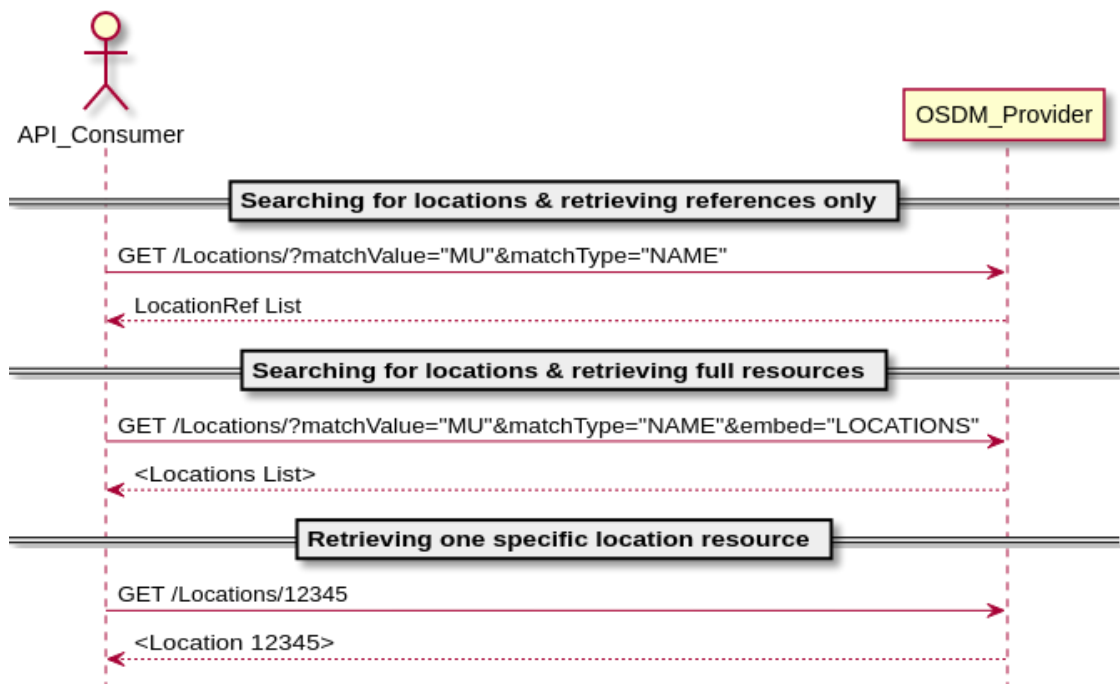 API_Consumer
OSDM_Provider
Searching for locations & retrieving references only
GET /Locations/?matchValue="MU"&matchType="NAME"
LocationRef List
Searching for locations & retrieving full resources
GET /Locations/?matchValue="MU"&matchType="NAME"&embed="LOCATIONS"
<Locations List>
Retrieving one specific location resource
GET /Locations/12345
<Location 12345>